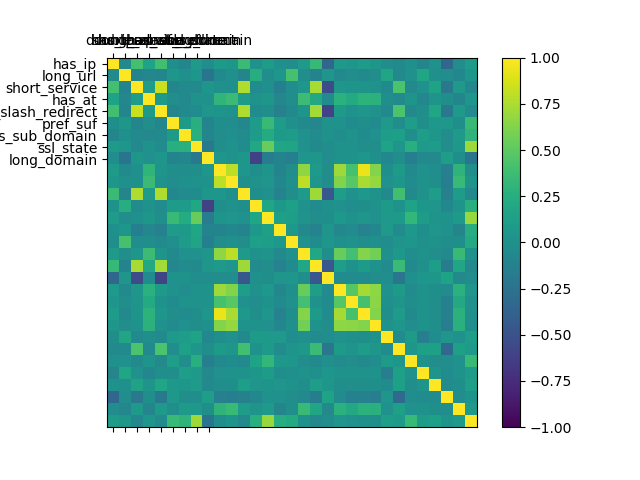 has_ip
long_url
short_service
has_at
slash_redirect
pref_suf
s_sub_domain
ssl_state
long_domain
1.00
0.75
0.50
0.25
0.00
−0.25
−0.50
−0.75
−1.00